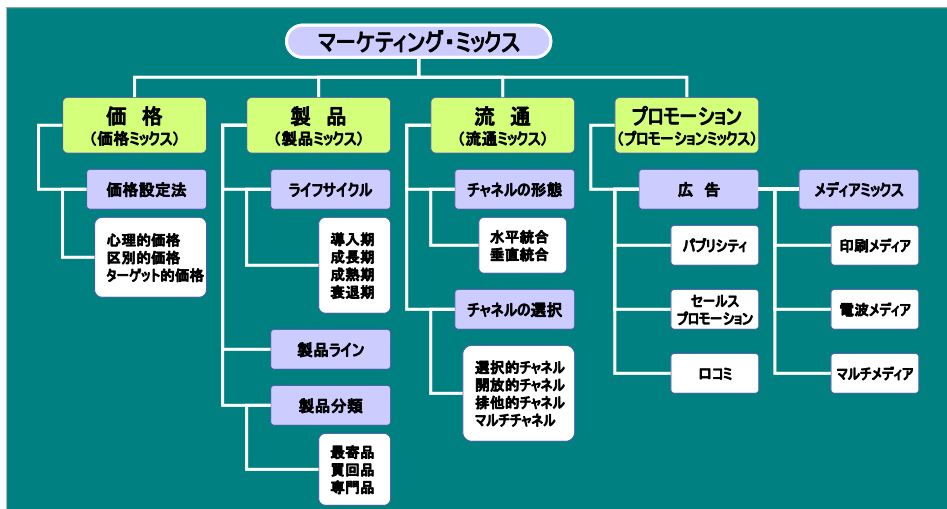 マーケティング・ミックス
価 格
（価格ミックス）
価格設定法
心理的価格
区別的価格
ターゲット的価格
製 品
（製品ミックス）
ライフサイクル
導入期
成長期
成熟期
衰退期
製品ライン
製品分類
最寄品
買回品
専門品
流 通
（流通ミックス）
チャネルの形態
水平統合
垂直統合
チャネルの選択
選択的チャネル
開放的チャネル
排他的チャネル
マルチチャネル
プロモーション
（プロモーションミックス）
広 告
パブリシティ
セールス
プロモーション
口コミ
メディアミックス
印刷メディア
電波メディア
マルチメディア